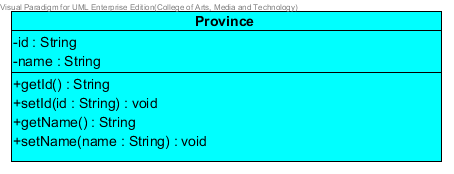 Visual Paradigm for UML Enterprise Edition(College of Arts, Media and Technology)
Province
-id : String
-name : String
+getId() : String
+setId(id : String) : void
+getName() : String
+setName(name : String) : void